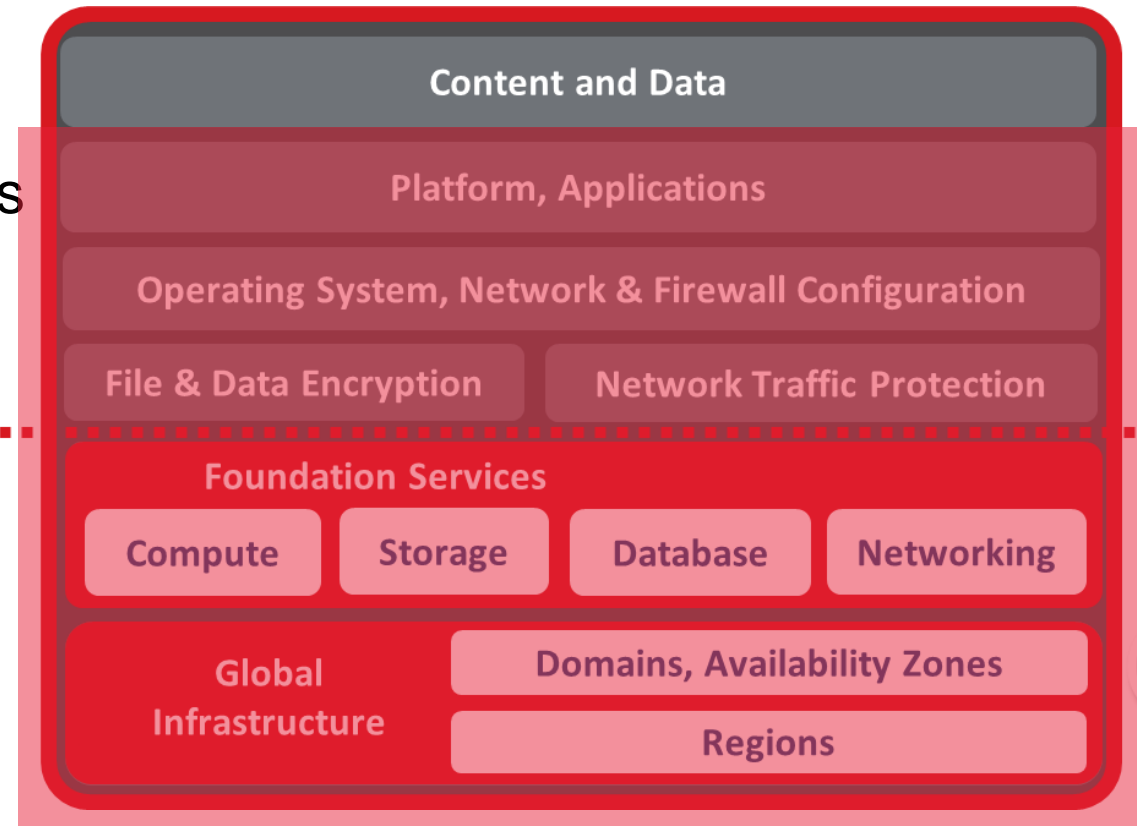 Content and Data
s
Platform, Applications
Operating System, Network & Firewall Configuration
File & Data Encryption
Network Traffic Protection
Foundation Services
Compute
Storage
Database
Networking
Global
Infrastructure
Domains, Availability Zones
Regions